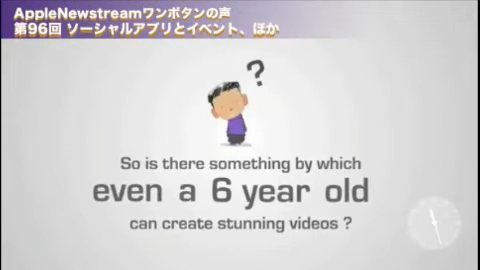 AppleNewstreamワンボタンの声
第96回 ソーシャルアプリとイベント、ほか
?
So is there something by which
even a 6 year old
can create stunning videos ?